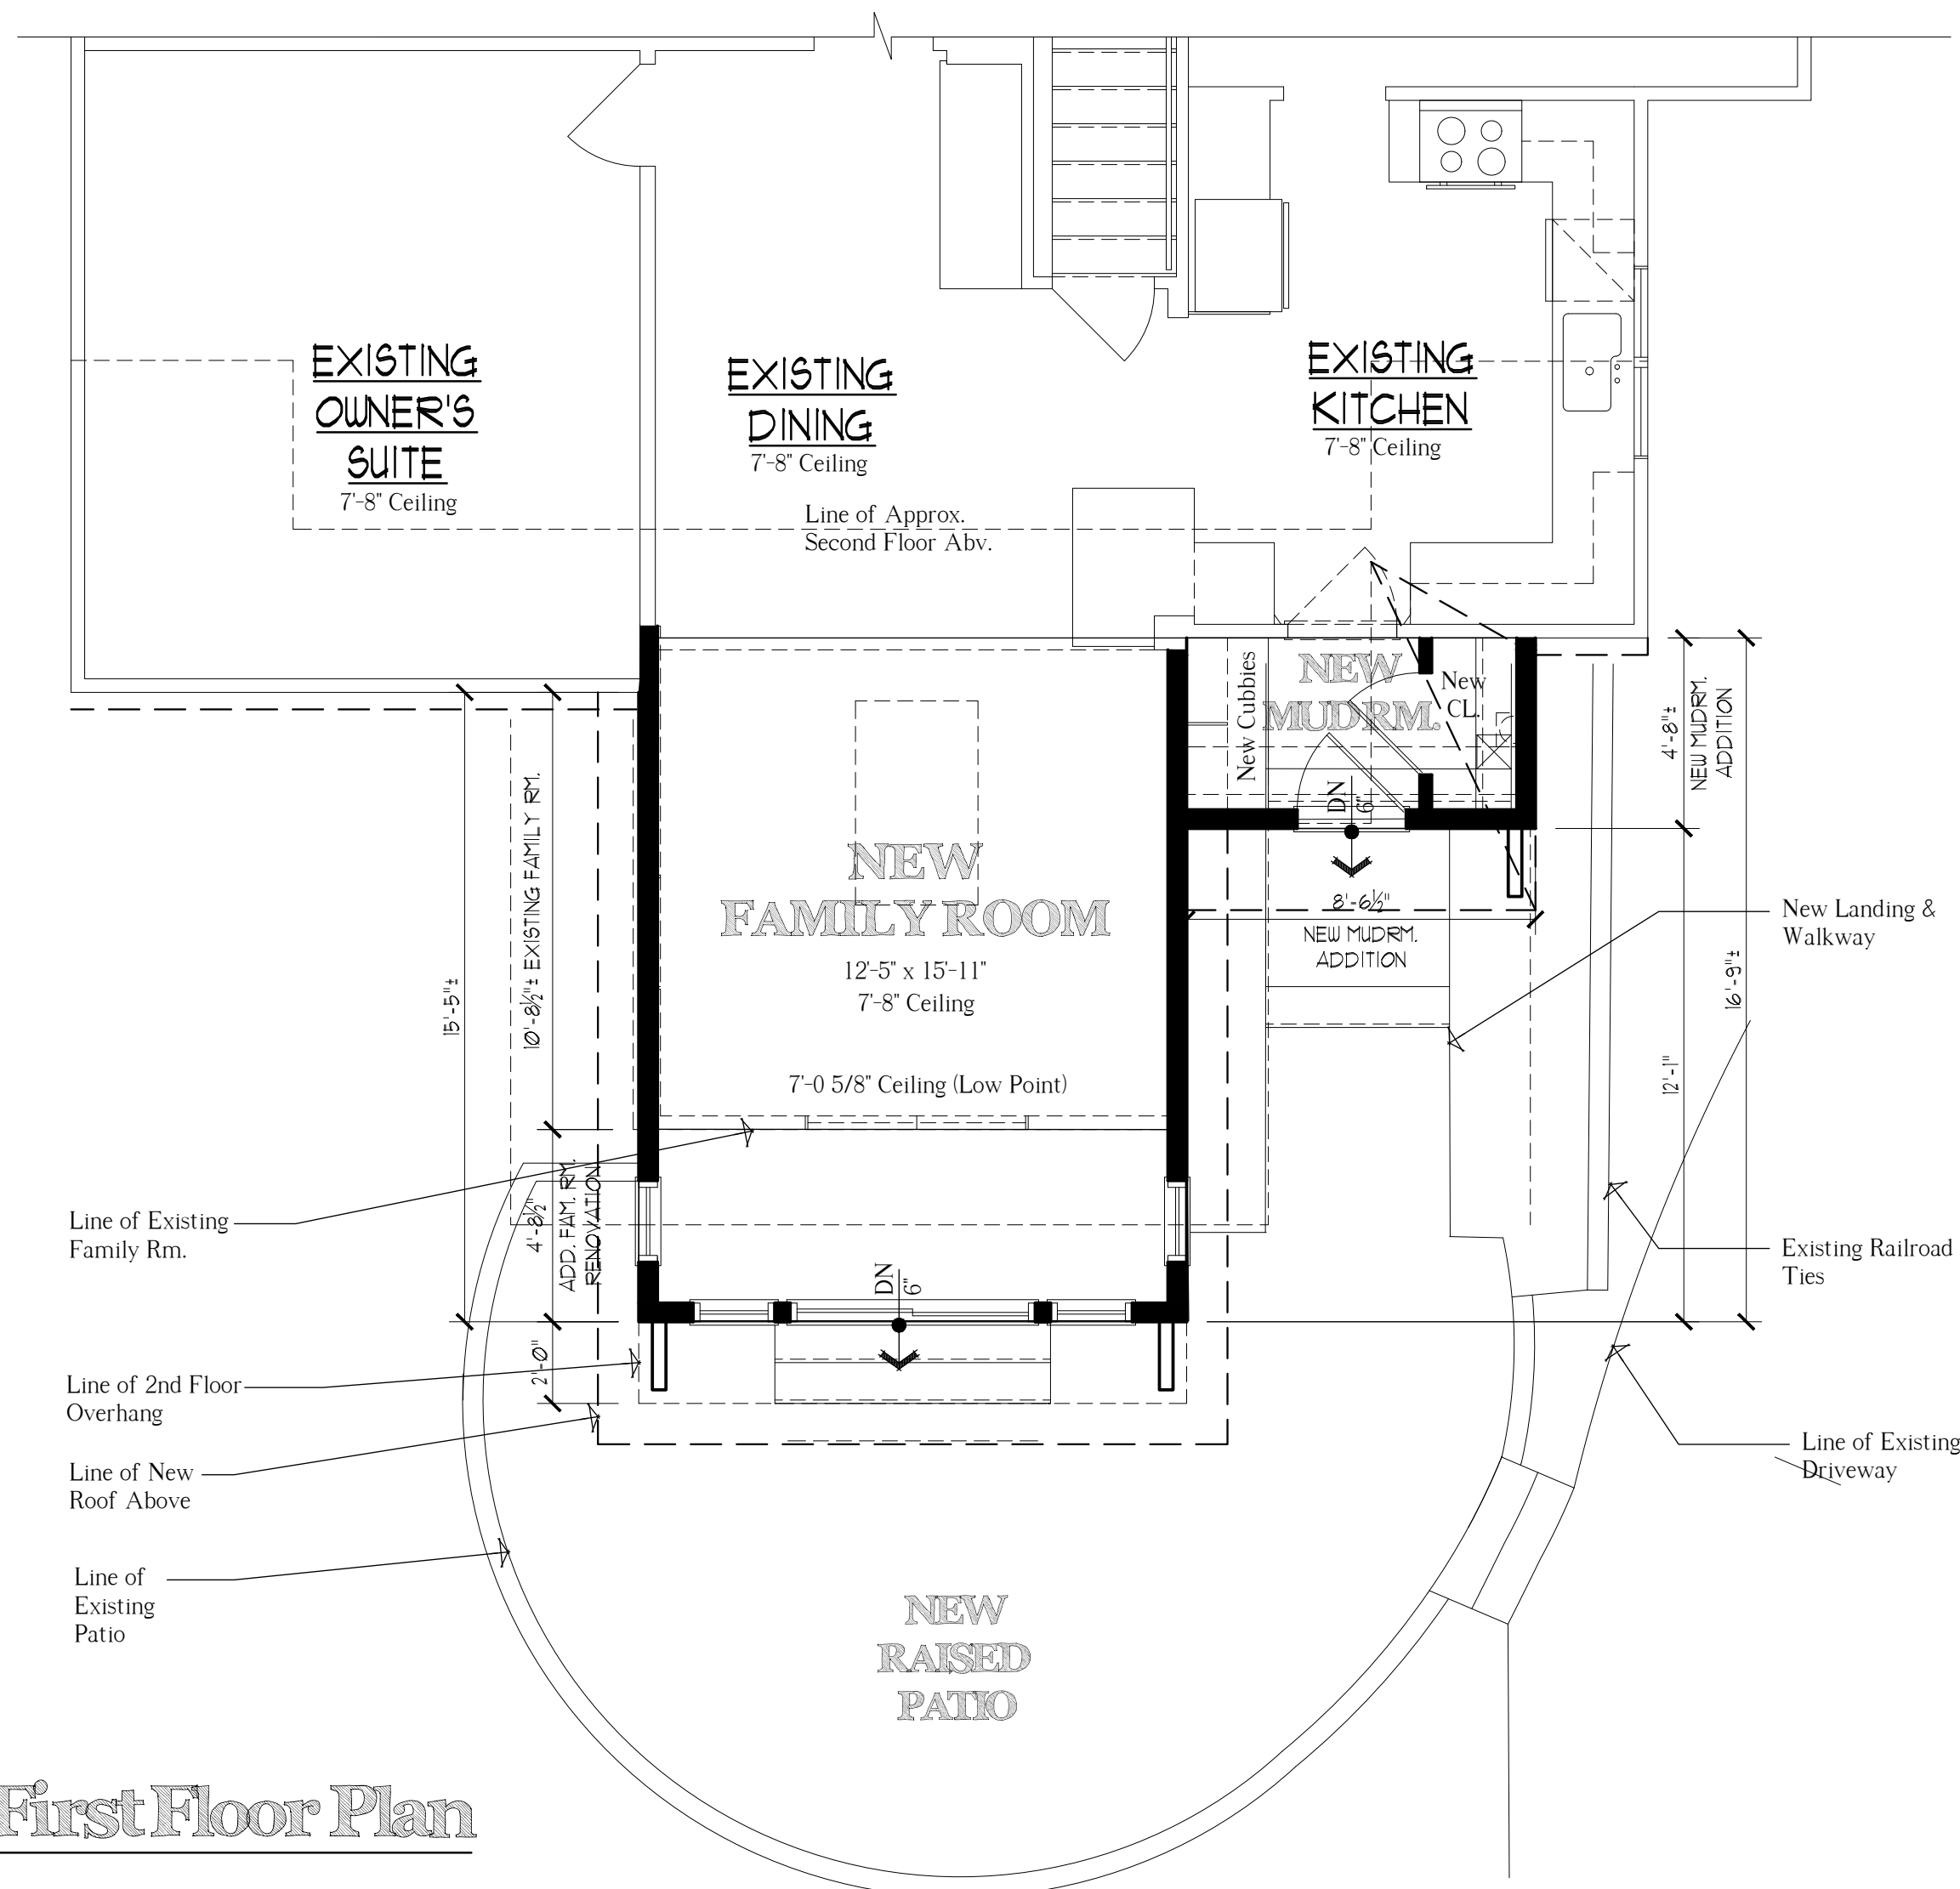 EXISTING
OWNER'S
SUITE
7'-8" Ceiling
EXISTING
DINING
7'-8" Ceiling
EXISTING
KITCHEN
7'-8" Ceiling
Line of Approx.
Second Floor Abv.
New Cubbies
NEW
MUDRM.
New
CL.
DN
6"
4'-8"±
NEW MUDRM.
ADDITION
NEW
FAMILY ROOM
12'-5" x 15'-11"
7'-8" Ceiling
7'-0 5/8" Ceiling (Low Point)
8'-6½"
NEW MUDRM.
ADDITION
New Landing &
Walkway
15'-5"±
10'-8½"± EXISTING FAMILY RM.
16'-9"±
12'-1"
4'-8½"
ADD. FAM. RM.
RENOVATION
Line of Existing
Family Rm.
Existing Railroad
Ties
DN
6"
2'-0"
Line of 2nd Floor
Overhang
Line of New
Roof Above
Line of Existing
Driveway
Line of
Existing
Patio
NEW
RAISED
PATIO
First Floor Plan